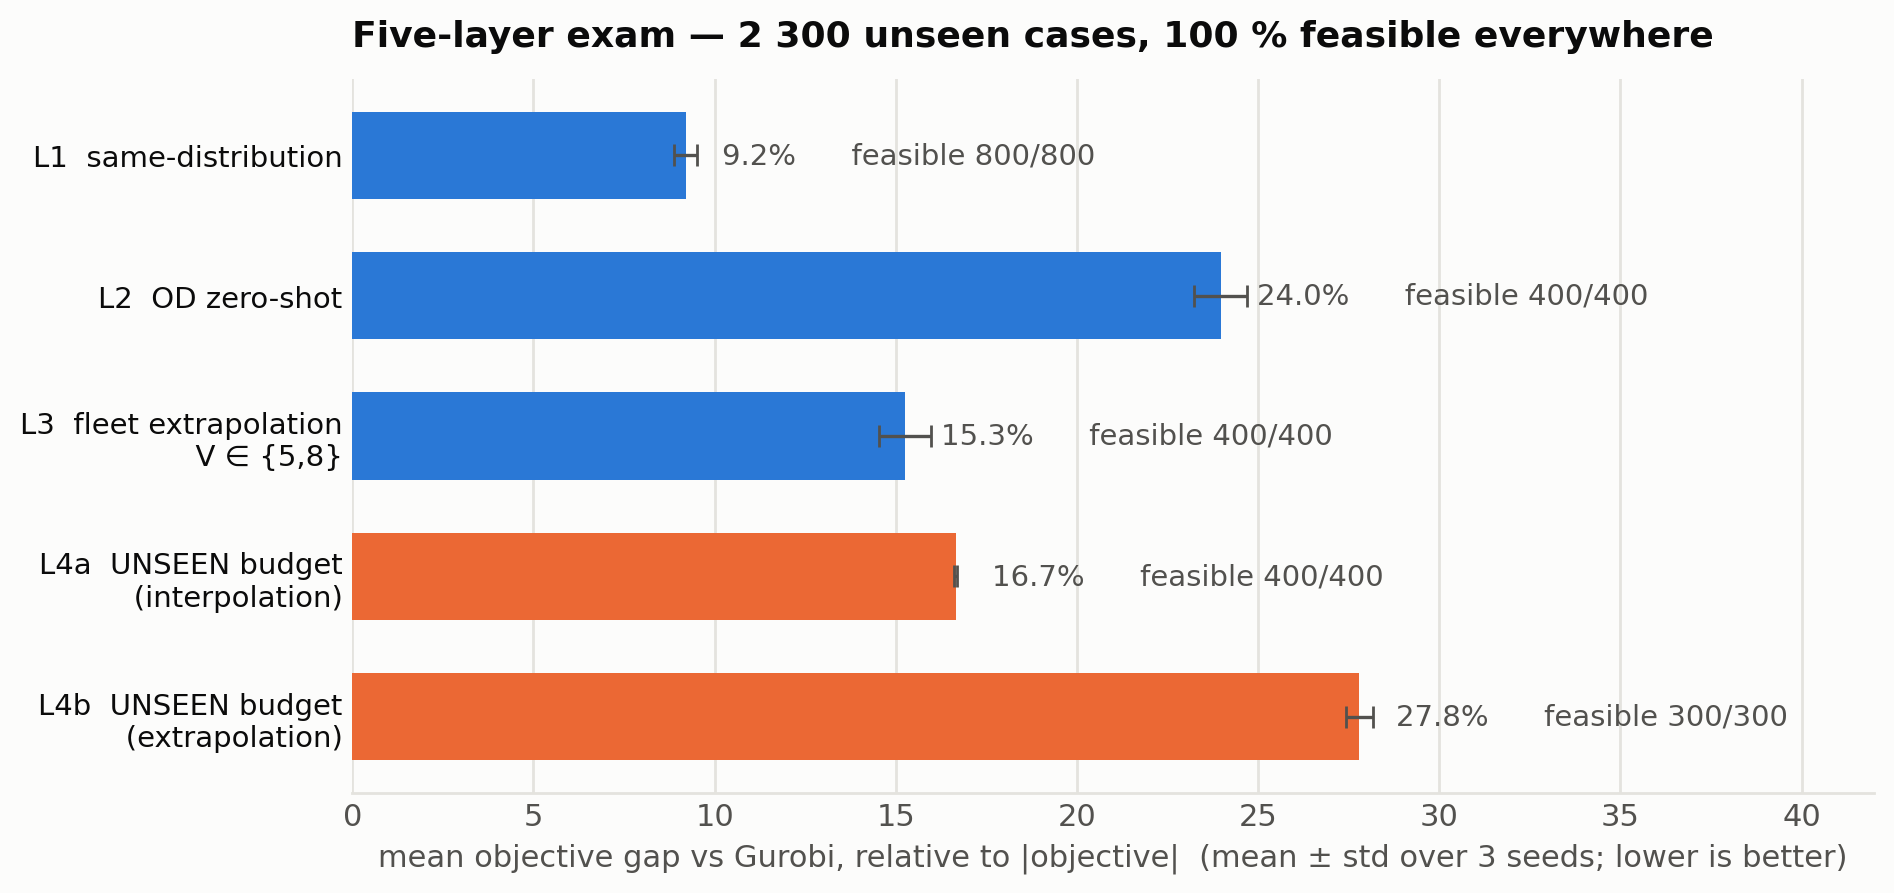 Five-layer exam — 2 300 unseen cases, 100 % feasible everywhere
L1  same-distribution
9.2%  feasible 800/800
L2  OD zero-shot
24.0%  feasible 400/400
L3  fleet extrapolation
V ∈ {5,8}
15.3%  feasible 400/400
L4a  UNSEEN budget
(interpolation)
16.7%  feasible 400/400
L4b  UNSEEN budget
(extrapolation)
27.8%  feasible 300/300
0 5 10 15 20 25 30 35 40
mean objective gap vs Gurobi, relative to |objective|  (mean ± std over 3 seeds; lower is better)